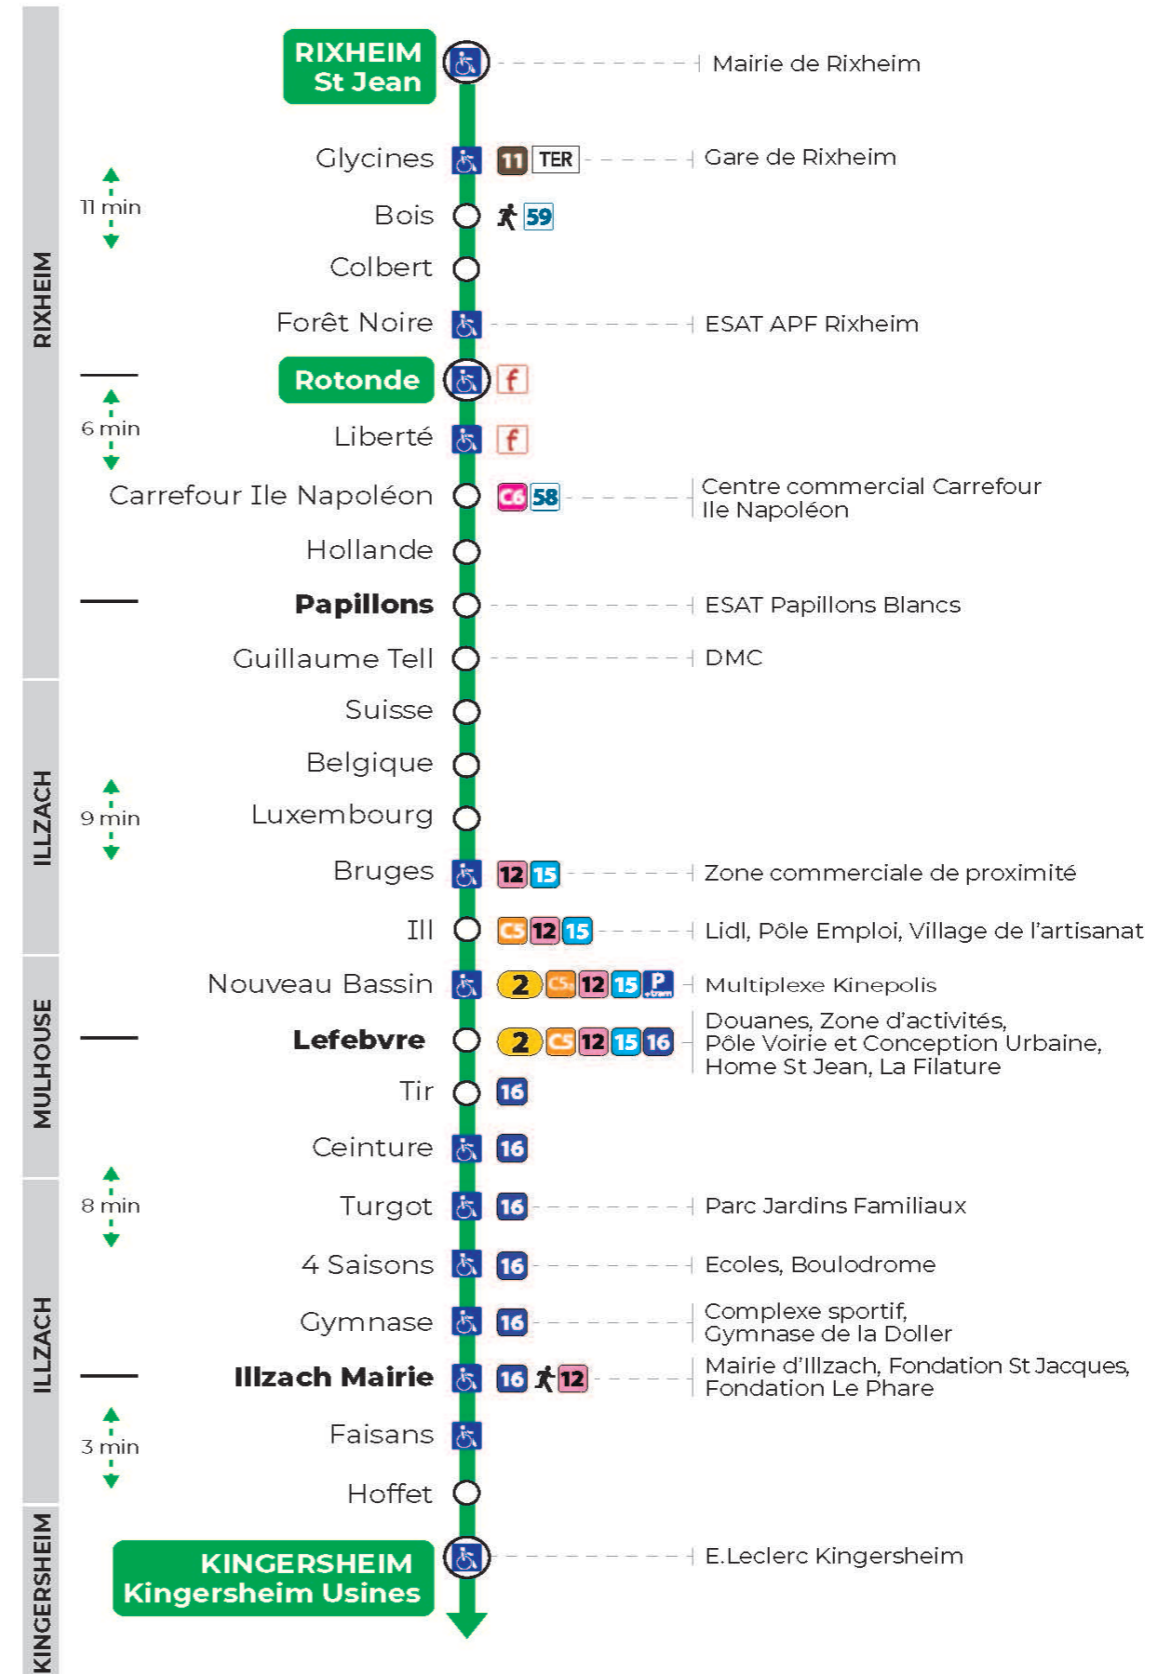 RIXHEIM
St Jean
Mairie de Rixheim
Glycines 11 TER Gare de Rixheim
11 min
Bois 59
Colbert
RIXHEIM
Forêt Noire ESAT APF Rixheim
Rotonde f
6 min
Liberté f
Carrefour Ile Napoléon C6 58
Centre commercial Carrefour
Ile Napoléon
Hollande
Papillons ESAT Papillons Blancs
Guillaume Tell DMC
Suisse
Belgique
ILLZACH
9 min
Luxembourg
Bruges 12 15 Zone commerciale de proximité
Ill C5 12 15 Lidl, Pôle Emploi, Village de l'artisanat
Nouveau Bassin 2 C5 12 15 P +tram Multiplexe Kinepolis
MULHOUSE
Lefebvre 2 C5 12 15 16
Douanes, Zone d'activités,
Pôle Voirie et Conception Urbaine,
Home St Jean, La Filature
Tir 16
Ceinture 16
8 min
Turgot 16 Parc Jardins Familiaux
4 Saisons 16 Ecoles, Boulodrome
Gymnase 16
Complexe sportif,
Gymnase de la Doller
ILLZACH
Illzach Mairie 16 12
Mairie d'Illzach, Fondation St Jacques,
Fondation Le Phare
Faisans
3 min
Hoffet
KINGERSHEIM
KINGERSHEIM
Kingersheim Usines
E.Leclerc Kingersheim